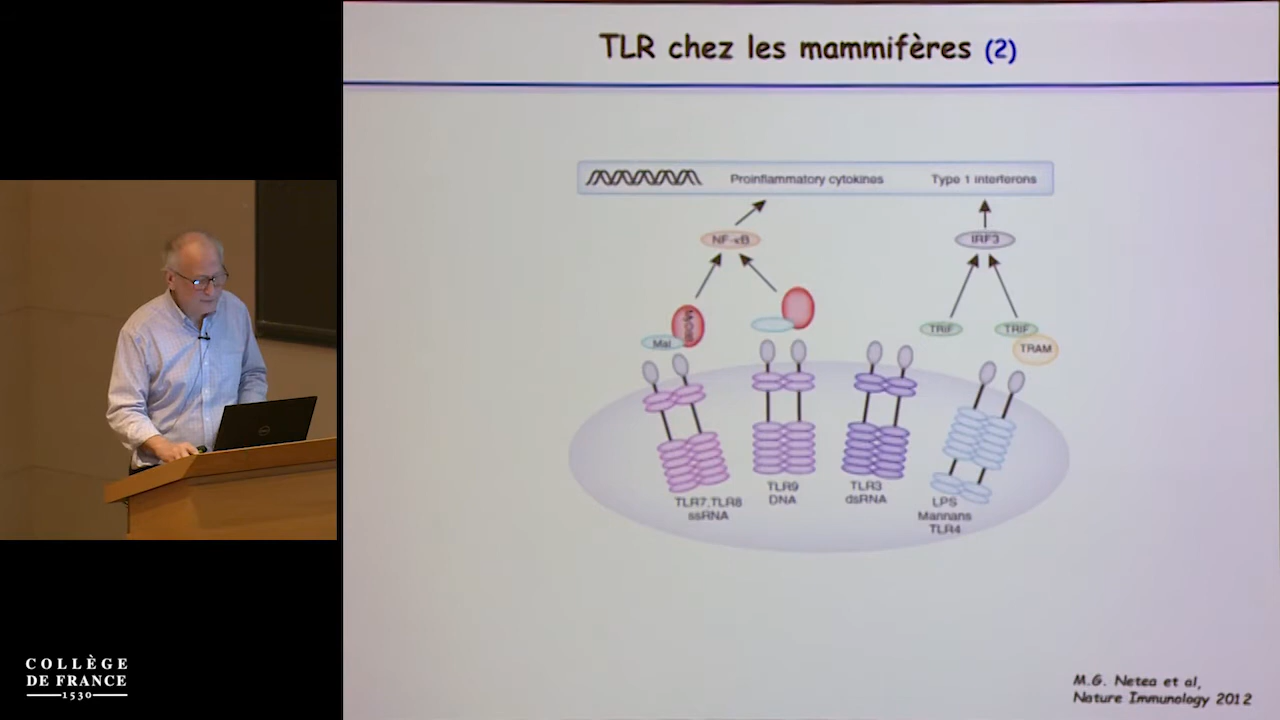 TLR chez les mammifères (2)
Proinflammatory cytokines
Type 1 interferons
NF-κB
IRF3
MyD88
Mal
TRIF
TRIF
TRAM
TLR7,TLR8
ssRNA
TLR9
DNA
TLR3
dsRNA
LPS
Mannans
TLR4
M.G. Netea et al,
Nature Immunology 2012
COLLÈGE
DE FRANCE
1530